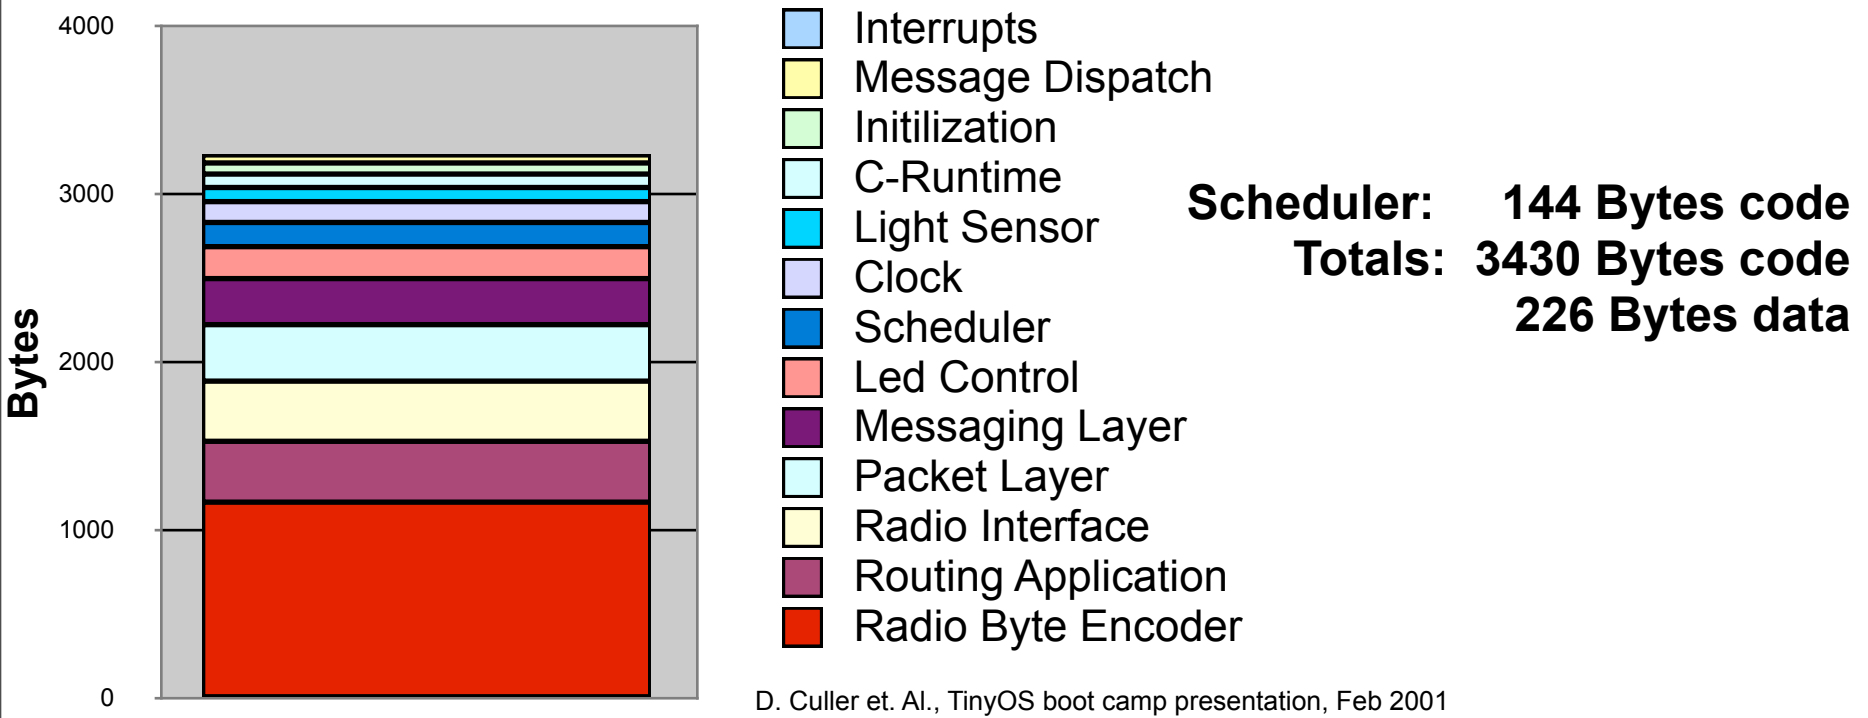 4000
3000
2000
1000
0
Bytes
Interrupts
Message Dispatch
Initilization
C-Runtime
Light Sensor
Clock
Scheduler
Led Control
Messaging Layer
Packet Layer
Radio Interface
Routing Application
Radio Byte Encoder
Scheduler: 144 Bytes code
Totals: 3430 Bytes code
226 Bytes data
D. Culler et. Al., TinyOS boot camp presentation, Feb 2001